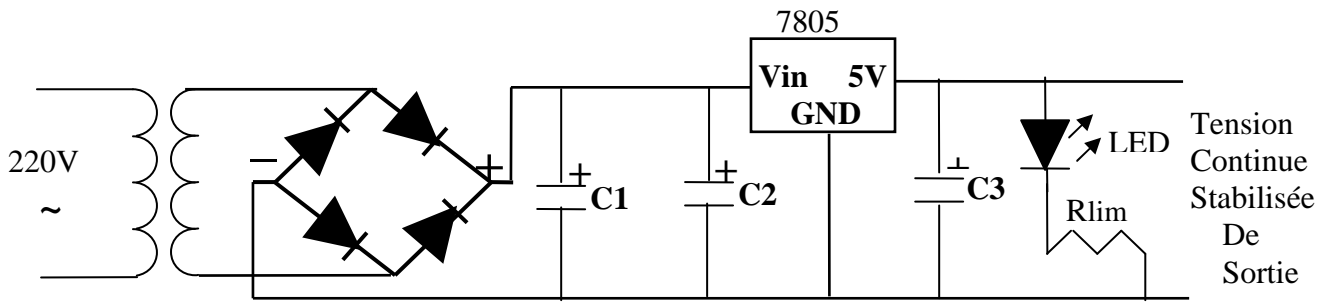 7805
Vin 5V
GND
220V
~
−
+
+
C1
+
C2
+
C3
LED
Rlim
Tension
Continue
Stabilisée
De
Sortie